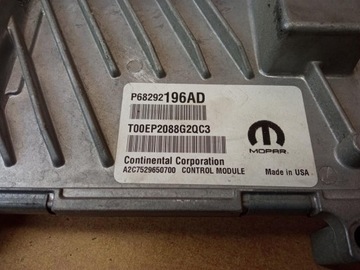 P68292196AD
T00EP2088G2QC3
MOPAR
Continental Corporation
A2C7529650700 CONTROL MODULE Made in USA